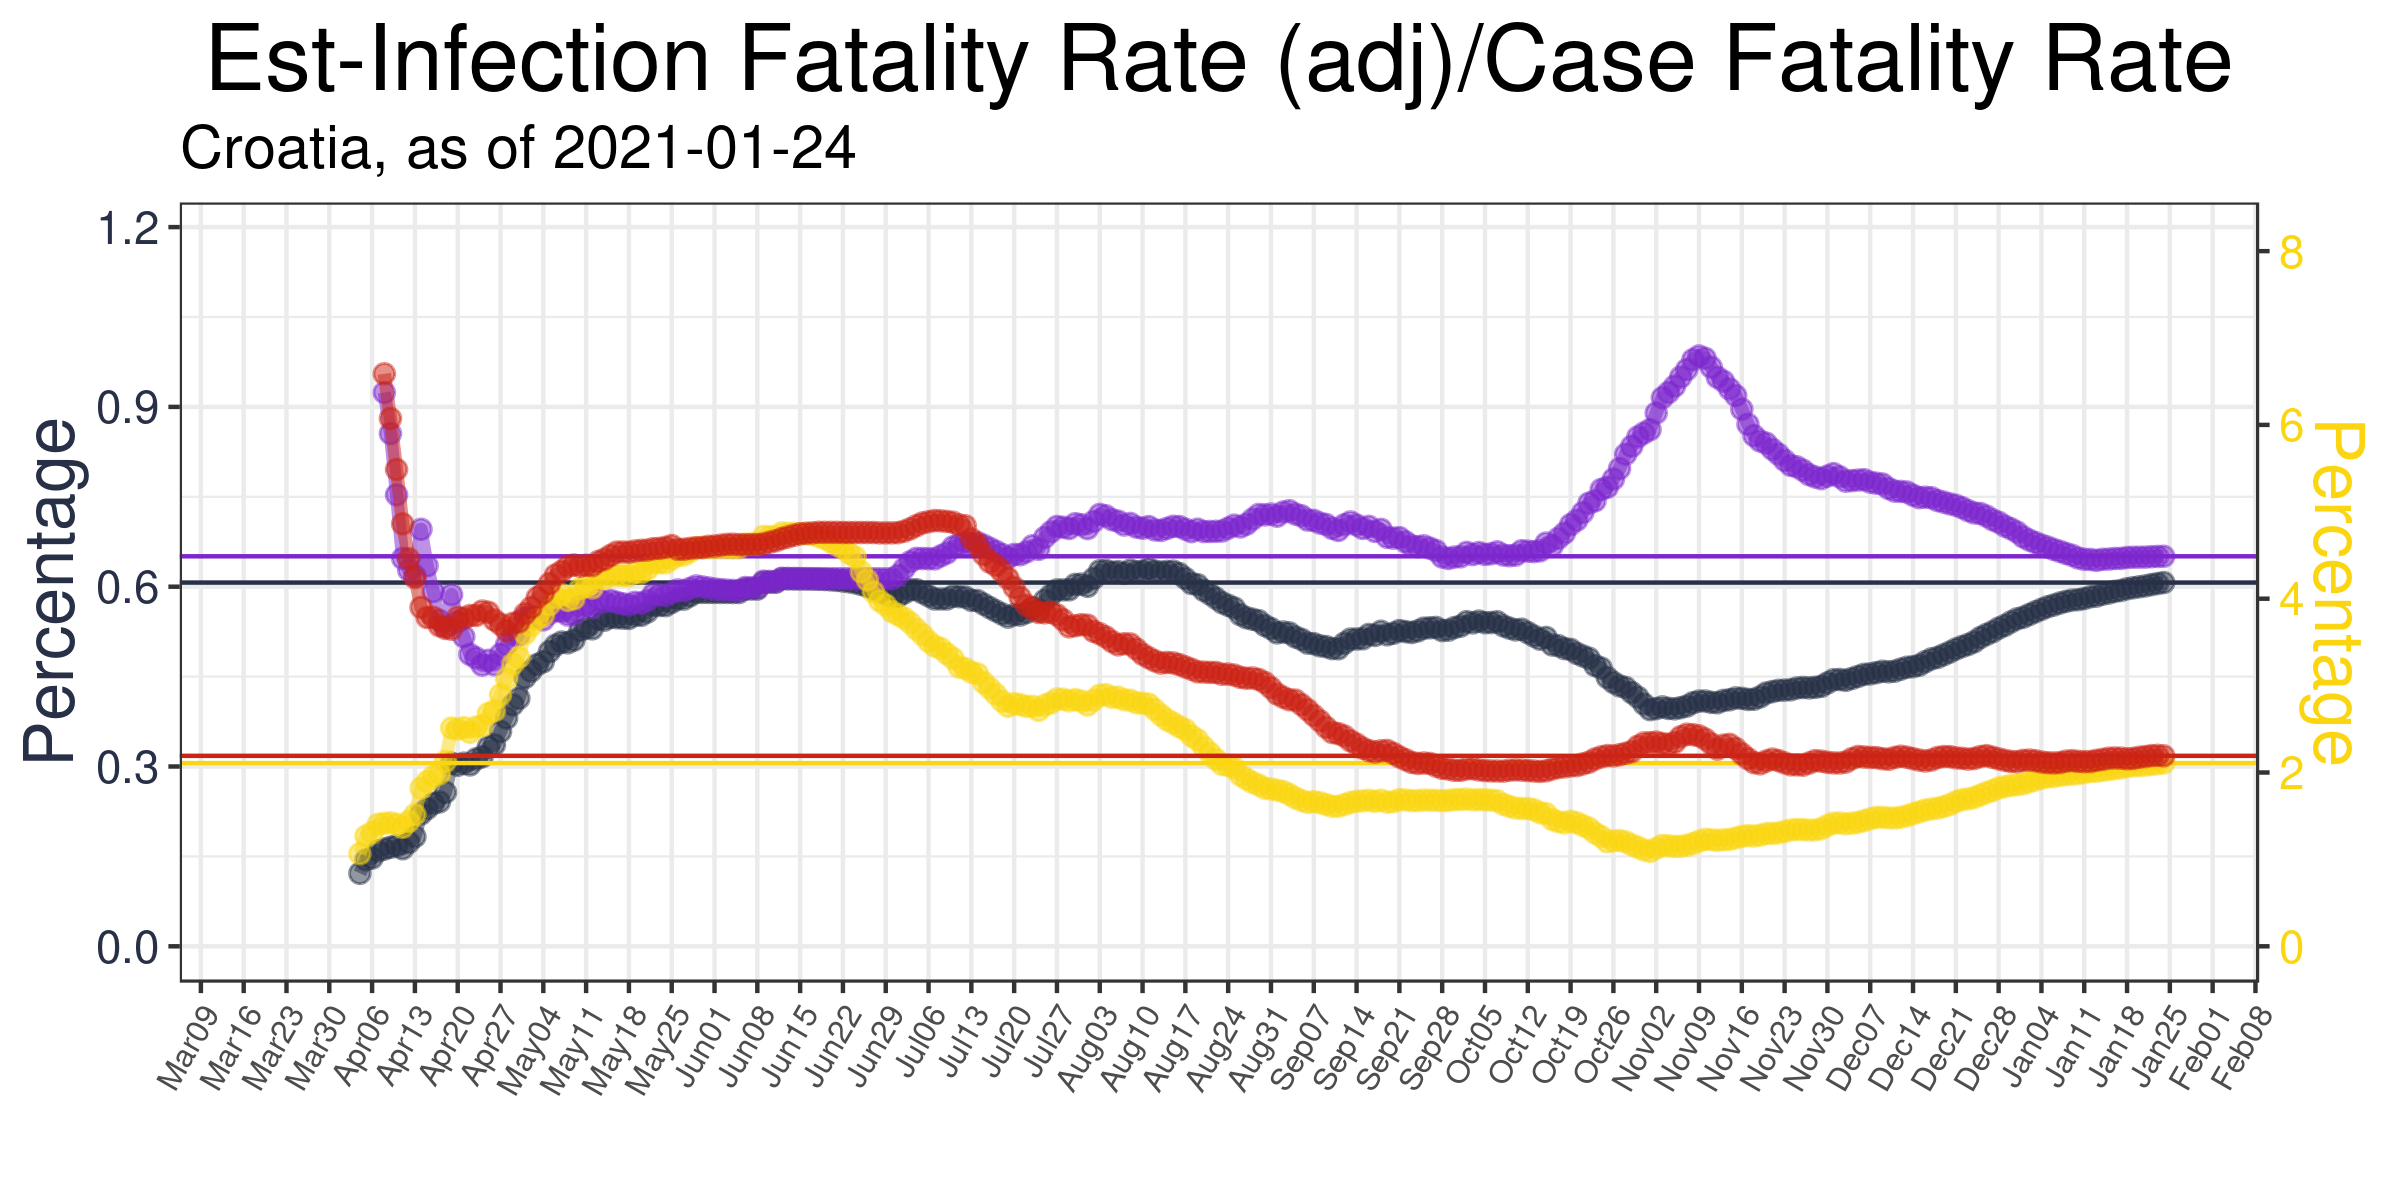 Est-Infection Fatality Rate (adj)/Case Fatality Rate
Croatia, as of 2021-01-24
Percentage
1.2
0.9
0.6
0.3
0.0
8
6
4
2
0
Percentage
Mar09 Mar16 Mar23 Mar30 Apr06 Apr13 Apr20 Apr27 May04 May11 May18 May25 Jun01 Jun08 Jun15 Jun22 Jun29 Jul06 Jul13 Jul20 Jul27 Aug03 Aug10 Aug17 Aug24 Aug31 Sep07 Sep14 Sep21 Sep28 Oct05 Oct12 Oct19 Oct26 Nov02 Nov09 Nov16 Nov23 Nov30 Dec07 Dec14 Dec21 Dec28 Jan04 Jan11 Jan18 Jan25 Feb01 Feb08